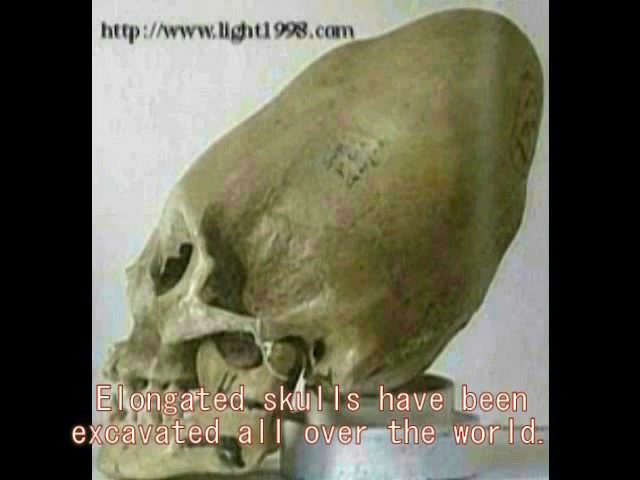 http://www.light1998.com
Elongated skulls have been
excavated all over the world.